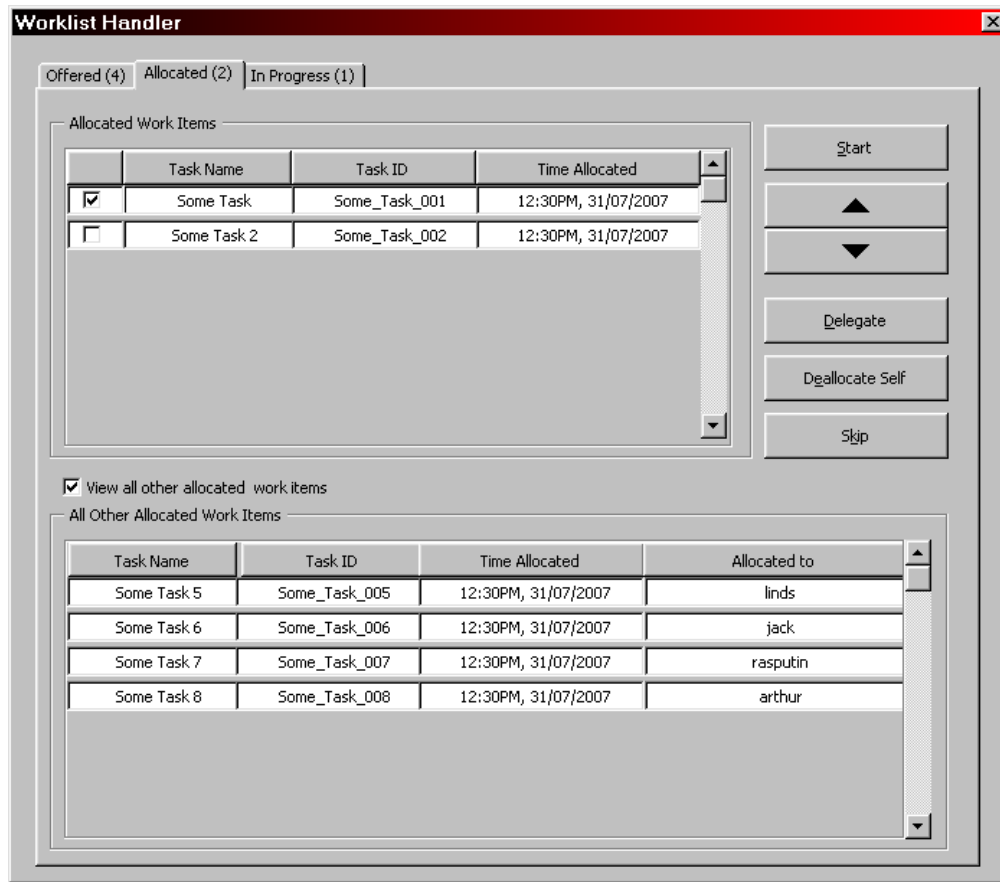 Worklist Handler
Offered (4) Allocated (2) In Progress (1)
Allocated Work Items
Task Name Task ID Time Allocated
Some Task Some_Task_001 12:30PM, 31/07/2007
Some Task 2 Some_Task_002 12:30PM, 31/07/2007
Start
Delegate
Deallocate Self
Skip
View all other allocated work items
All Other Allocated Work Items
Task Name Task ID Time Allocated Allocated to
Some Task 5 Some_Task_005 12:30PM, 31/07/2007 linds
Some Task 6 Some_Task_006 12:30PM, 31/07/2007 jack
Some Task 7 Some_Task_007 12:30PM, 31/07/2007 rasputin
Some Task 8 Some_Task_008 12:30PM, 31/07/2007 arthur